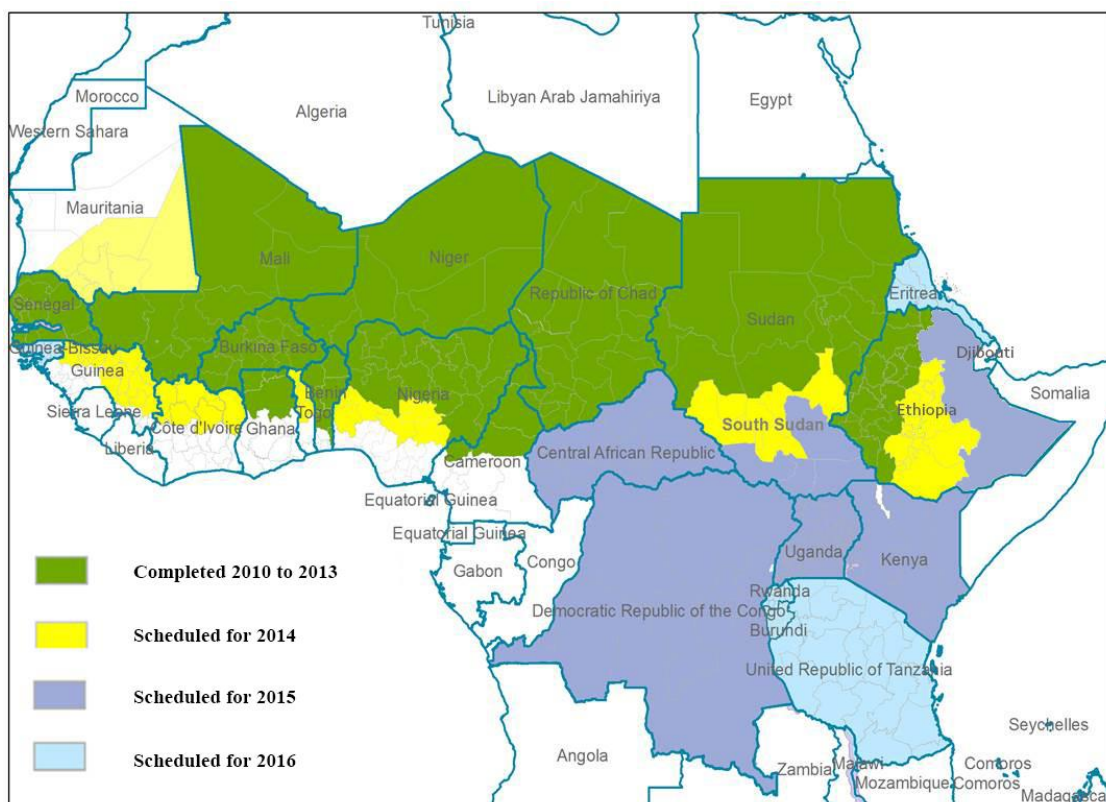 Tunisia
Morocco
Algeria
Libyan Arab Jamahiriya
Egypt
Western Sahara
Mauritania
Mali
Niger
Republic of Chad
Sudan
Eritrea
Senegal
Guinea-Bissau
Burkina Faso
Guinea
Benin
Nigeria
Djibouti
Somalia
Sierra Leone
Togo
Ethiopia
Côte d'Ivoire
Ghana
South Sudan
Liberia
Central African Republic
Cameroon
Equatorial Guinea
Equatorial Guinea
Congo
Uganda
Kenya
Gabon
Rwanda
Democratic Republic of the Congo
Burundi
United Republic of Tanzania
Seychelles
Angola
Zambia
Malawi
Comoros
Mozambique
Comoros
Madagasca
Completed 2010 to 2013
Scheduled for 2014
Scheduled for 2015
Scheduled for 2016